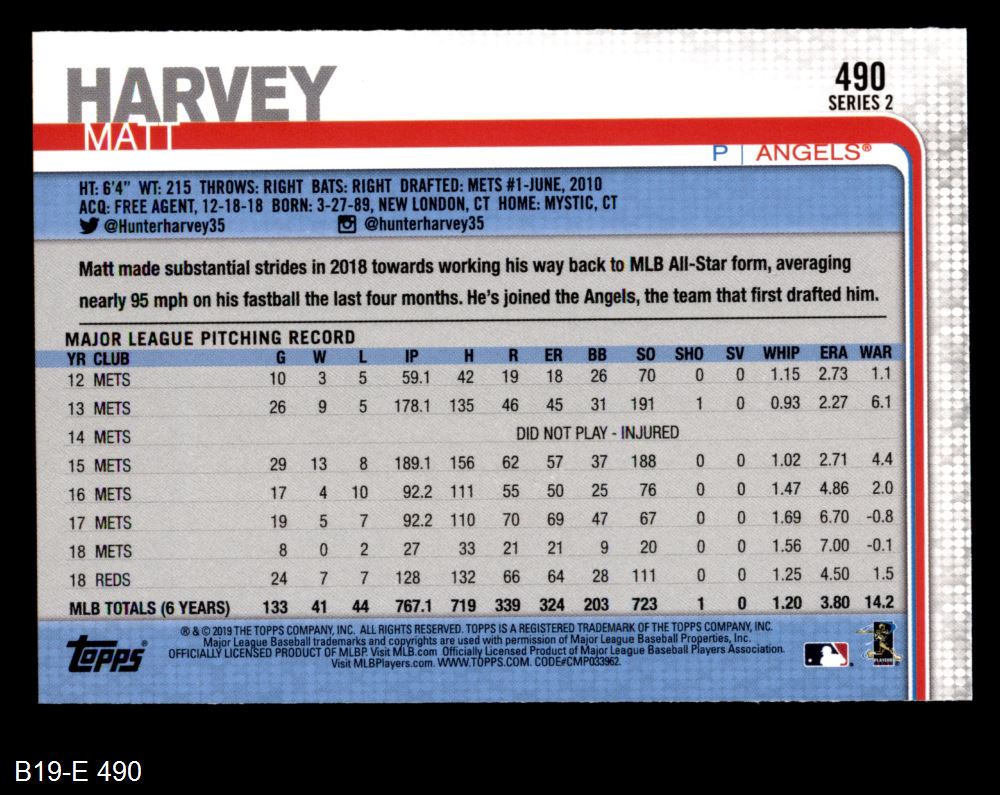 HARVEY
MATT
490
SERIES 2
P | ANGELS®
HT: 6'4" WT: 215 THROWS: RIGHT BATS: RIGHT DRAFTED: METS #1-JUNE, 2010
ACQ: FREE AGENT, 12-18-18 BORN: 3-27-89, NEW LONDON, CT HOME: MYSTIC, CT
@Hunterharvey35 @hunterharvey35
Matt made substantial strides in 2018 towards working his way back to MLB All-Star form, averaging
nearly 95 mph on his fastball the last four months. He's joined the Angels, the team that first drafted him.
MAJOR LEAGUE PITCHING RECORD
YR CLUB G W L IP H R ER BB SO SHO SV WHIP ERA WAR
12 METS 10 3 5 59.1 42 19 18 26 70 0 0 1.15 2.73 1.1
13 METS 26 9 5 178.1 135 46 45 31 191 1 0 0.93 2.27 6.1
14 METS DID NOT PLAY - INJURED
15 METS 29 13 8 189.1 156 62 57 37 188 0 0 1.02 2.71 4.4
16 METS 17 4 10 92.2 111 55 50 25 76 0 0 1.47 4.86 2.0
17 METS 19 5 7 92.2 110 70 69 47 67 0 0 1.69 6.70 -0.8
18 METS 8 0 2 27 33 21 21 9 20 0 0 1.56 7.00 -0.1
18 REDS 24 7 7 128 132 66 64 28 111 0 0 1.25 4.50 1.5
MLB TOTALS (6 YEARS) 133 41 44 767.1 719 339 324 203 723 1 0 1.20 3.80 14.2
® & © 2019 THE TOPPS COMPANY, INC. ALL RIGHTS RESERVED. TOPPS IS A REGISTERED TRADEMARK OF THE TOPPS COMPANY, INC.
Major League Baseball trademarks and copyrights are used with permission of Major League Baseball Properties, Inc.
OFFICIALLY LICENSED PRODUCT OF MLBP. Visit MLB.com Officially Licensed Product of Major League Baseball Players Association.
Visit MLBPlayers.com. WWW.TOPPS.COM. CODE#CMP033962.
Topps®
PLAYERS
B19-E 490